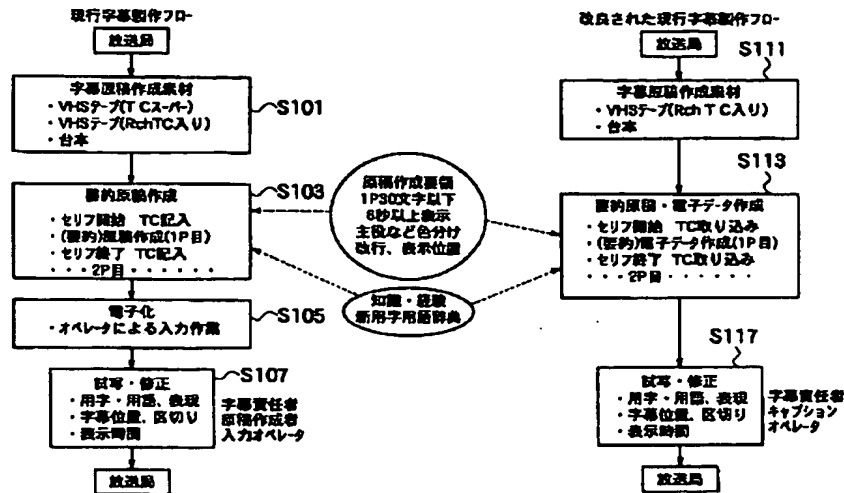 現行字幕製作フロー
放送局
字幕原稿作成素材
・VHSテープ(TCスーパー)
・VHSテープ(RchTC入り)
・台本
S101
要約原稿作成
・セリフ開始 TC記入
・(要約)原稿作成(1P目)
・セリフ終了 TC記入
・・・2P目・・・・・・
S103
電子化
・オペレータによる入力作業
S105
試写・修正
・用字・用語、表現
・字幕位置、区切り
・表示時間
S107
字幕責任者
原稿作成者
入力オペレータ
放送局
原稿作成要領
1P30文字以下
6秒以上表示
主役など色分け
改行、表示位置
知識・経験
新用字用語辞典
改良された現行字幕製作フロー
放送局
S111
字幕原稿作成素材
・VHSテープ(Rch TC入り)
・台本
S113
要約原稿・電子データ作成
・セリフ開始 TC取り込み
・(要約)電子データ作成(1P目)
・セリフ終了 TC取り込み
・・・2P目・・・・・・
S117
試写・修正
・用字・用語、表現
・字幕位置、区切り
・表示時間
字幕責任者
キャプション
オペレータ
放送局